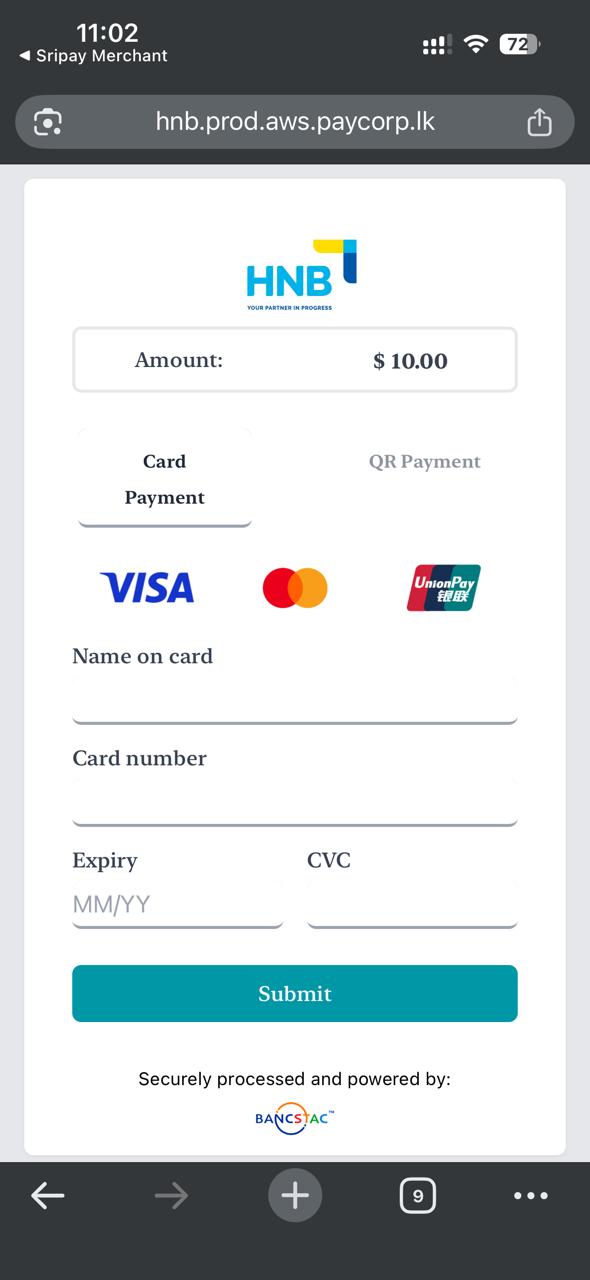 11:02
◀ Sripay Merchant
72
hnb.prod.aws.paycorp.lk
HNB
YOUR PARTNER IN PROGRESS
Amount: $ 10.00
Card Payment
QR Payment
VISA
UnionPay
银联
Name on card
Card number
Expiry CVC
MM/YY
Submit
Securely processed and powered by:
BANCSTAC™
9